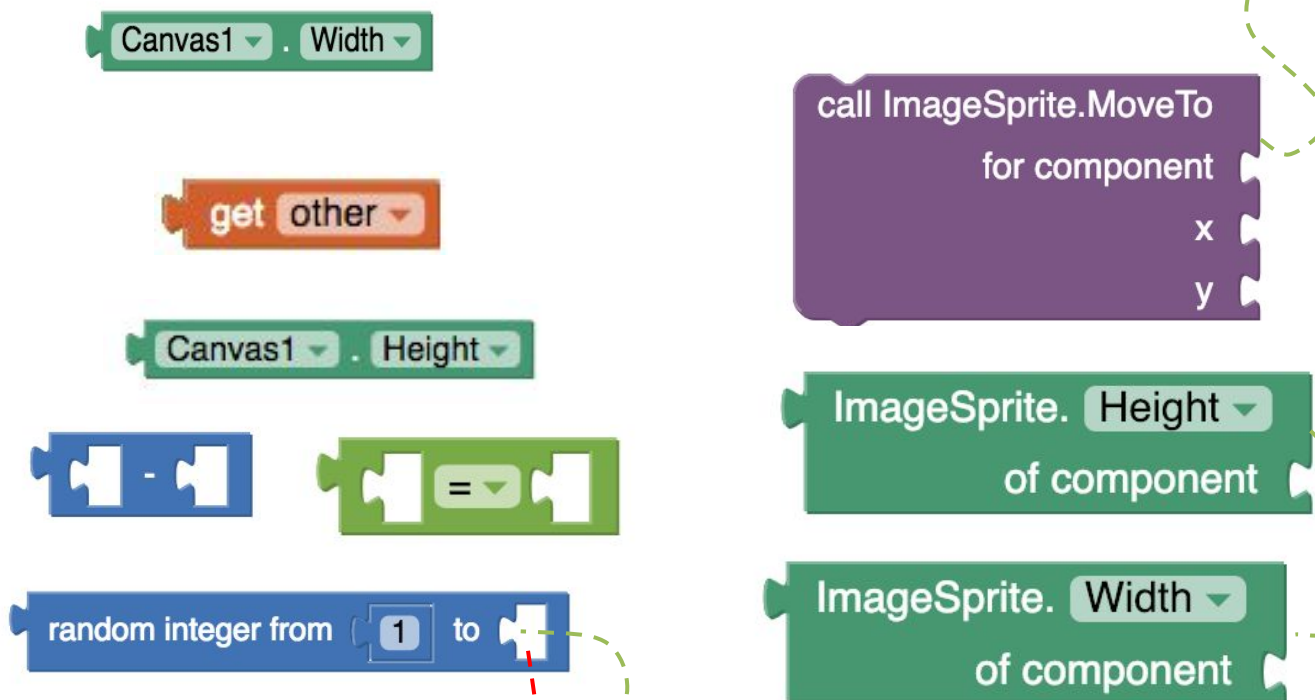 Canvas1 . Width
get other
Canvas1 . Height
-
=
random integer from 1 to
call ImageSprite.MoveTo
for component
x
y
ImageSprite. Height
of component
ImageSprite. Width
of component